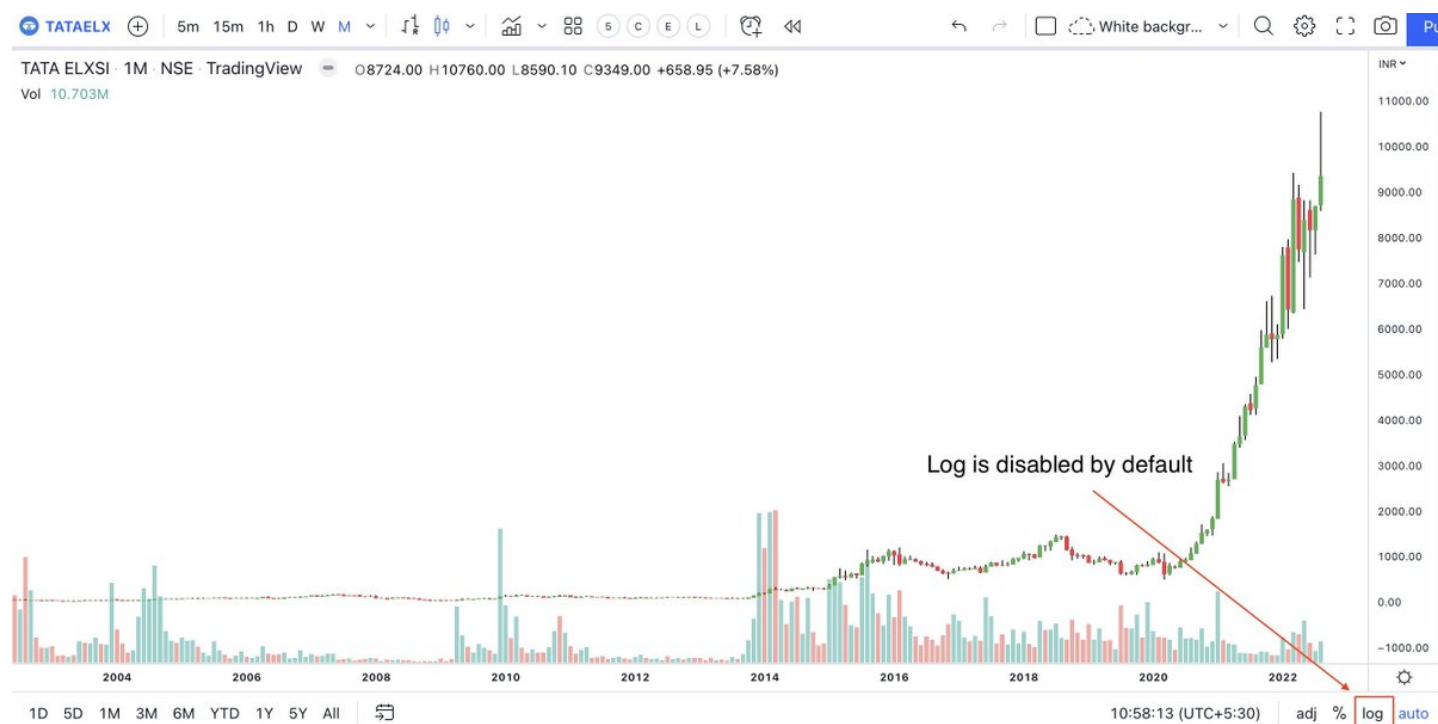 TATAELX 5m 15m 1h D W M S C E L White backgr... Pu
TATA ELXSI · 1M · NSE · TradingView O8724.00 H10760.00 L8590.10 C9349.00 +658.95 (+7.58%)
INR
Vol 10.703M
11000.00
10000.00
9000.00
8000.00
7000.00
6000.00
5000.00
4000.00
Log is disabled by default
3000.00
2000.00
1000.00
0.00
−1000.00
2004 2006 2008 2010 2012 2014 2016 2018 2020 2022
1D 5D 1M 3M 6M YTD 1Y 5Y All 10:58:13 (UTC+5:30) adj % log auto